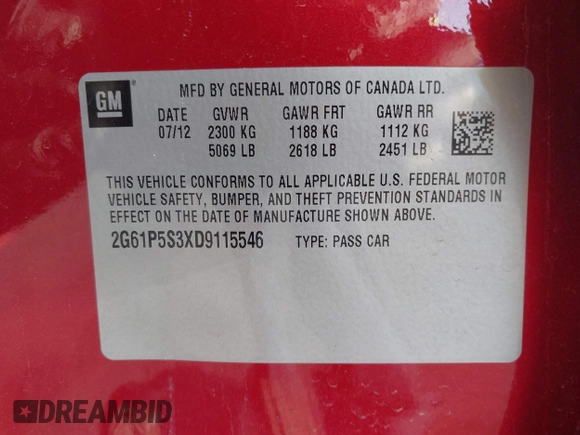 GM
MFD BY GENERAL MOTORS OF CANADA LTD.
DATE GVWR GAWR FRT GAWR RR
07/12 2300 KG 1188 KG 1112 KG
5069 LB 2618 LB 2451 LB
THIS VEHICLE CONFORMS TO ALL APPLICABLE U.S. FEDERAL MOTOR
VEHICLE SAFETY, BUMPER, AND THEFT PREVENTION STANDARDS IN
EFFECT ON THE DATE OF MANUFACTURE SHOWN ABOVE.
2G61P5S3XD9115546 TYPE: PASS CAR
DREAMBID